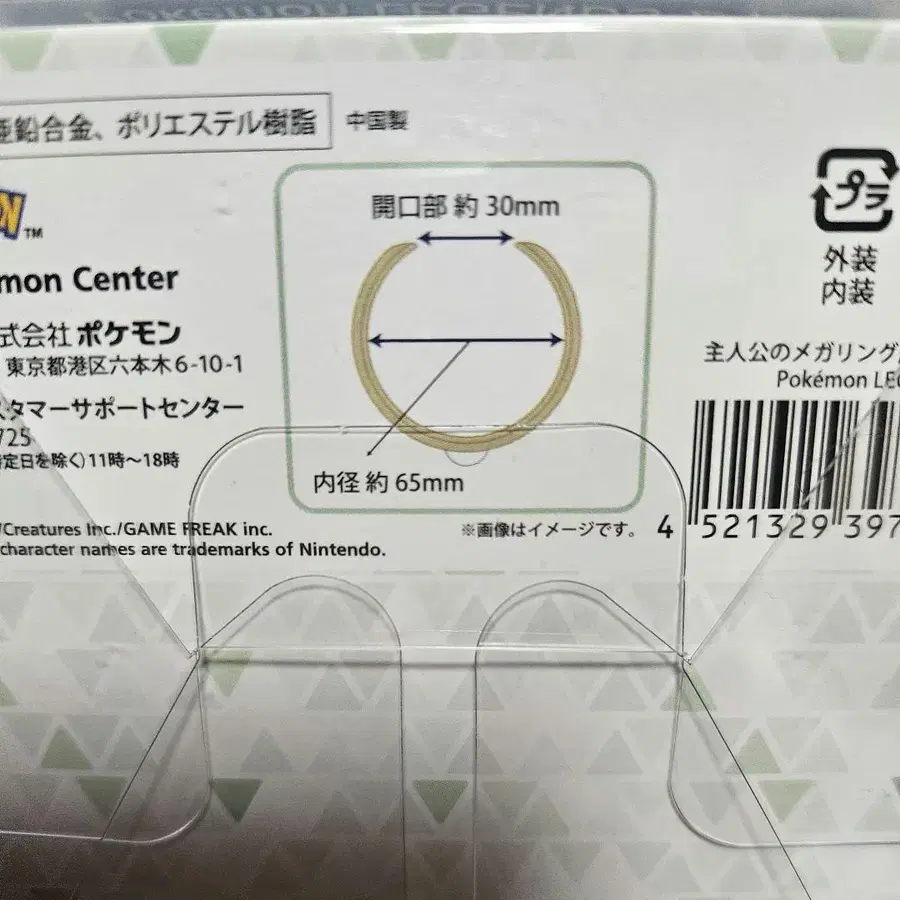 Pokémon LEGENDS
亜鉛合金、ポリエステル樹脂
中国製
開口部 約 30mm
内径 約 65mm
プラ
外装
内装
TM
mon Center
式会社 ポケモン
東京都港区六本木6-10-1
スタマーサポートセンター
725
定日を除く)11時~18時
/Creatures Inc./GAME FREAK inc.
character names are trademarks of Nintendo.
※画像はイメージです。
主人公のメガリング
Pokémon LE
4 521329 397